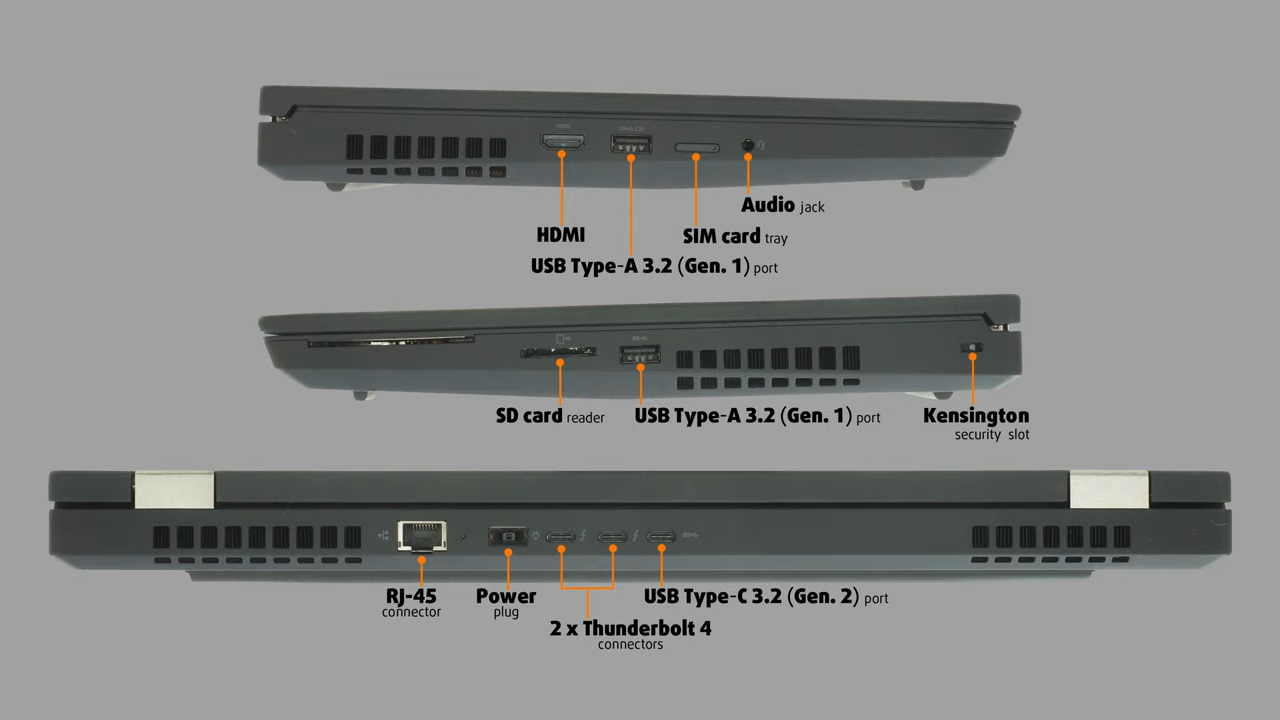 HDMI
Audio jack
HDMI
SIM card tray
USB Type-A 3.2 (Gen. 1) port
SD card reader
USB Type-A 3.2 (Gen. 1) port
Kensington
security slot
RJ-45
connector
Power
plug
USB Type-C 3.2 (Gen. 2) port
2 x Thunderbolt 4
connectors